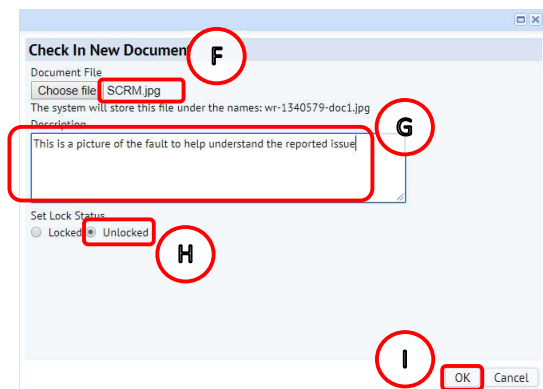 Check In New Document
F
Document File
Choose file SCRM.jpg
The system will store this file under the names: wr-1340579-doc1.jpg
G
Description
This is a picture of the fault to help understand the reported issue
Set Lock Status
Locked Unlocked
H
I
OK Cancel